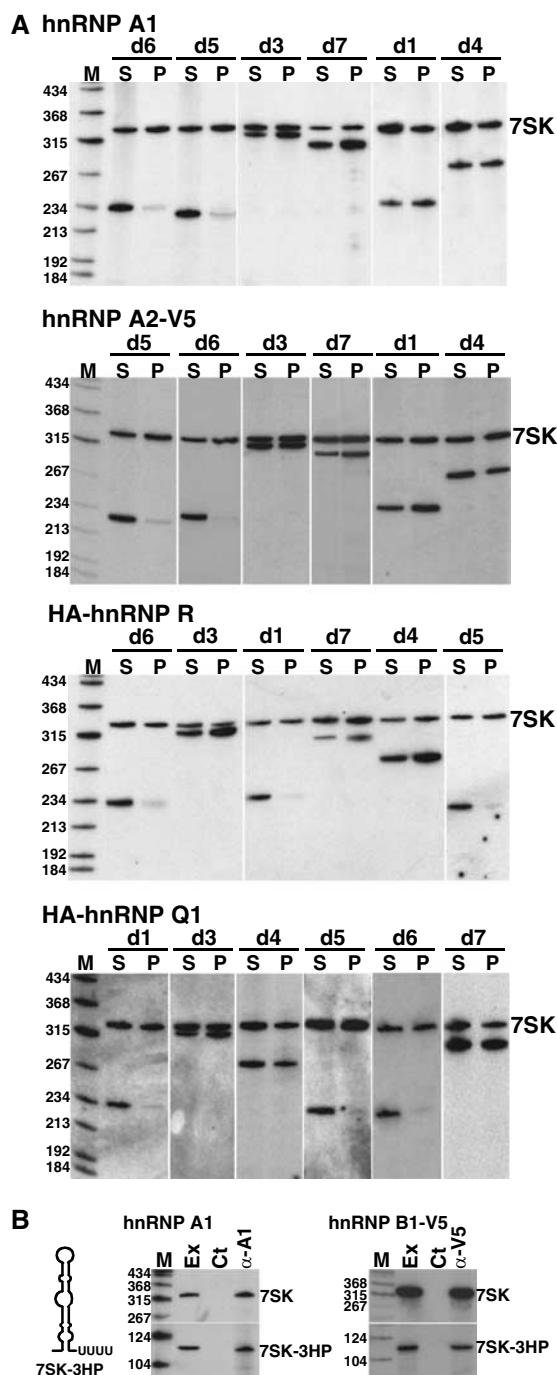 A hnRNP A1
d6 d5 d3 d7 d1 d4
M S P S P S P S P S P S P
434
368
7SK
315
267
234
213
192
184
hnRNP A2-V5
d5 d6 d3 d7 d1 d4
M S P S P S P S P S P S P
434
368
315 7SK
267
234
213
192
184
HA-hnRNP R
d6 d3 d1 d7 d4 d5
M S P S P S P S P S P S P
434
368
7SK
315
267
234
213
192
184
HA-hnRNP Q1
d1 d3 d4 d5 d6 d7
M S P S P S P S P S P S P
434
368
315 7SK
267
234
213
192
184
B
hnRNP A1
M Ex Ct α-A1
434
368
315 7SK
267
124
7SK-3HP
104
UUUU
7SK-3HP
hnRNP B1-V5
M Ex Ct α-V5
368
315 7SK
267
124
7SK-3HP
104